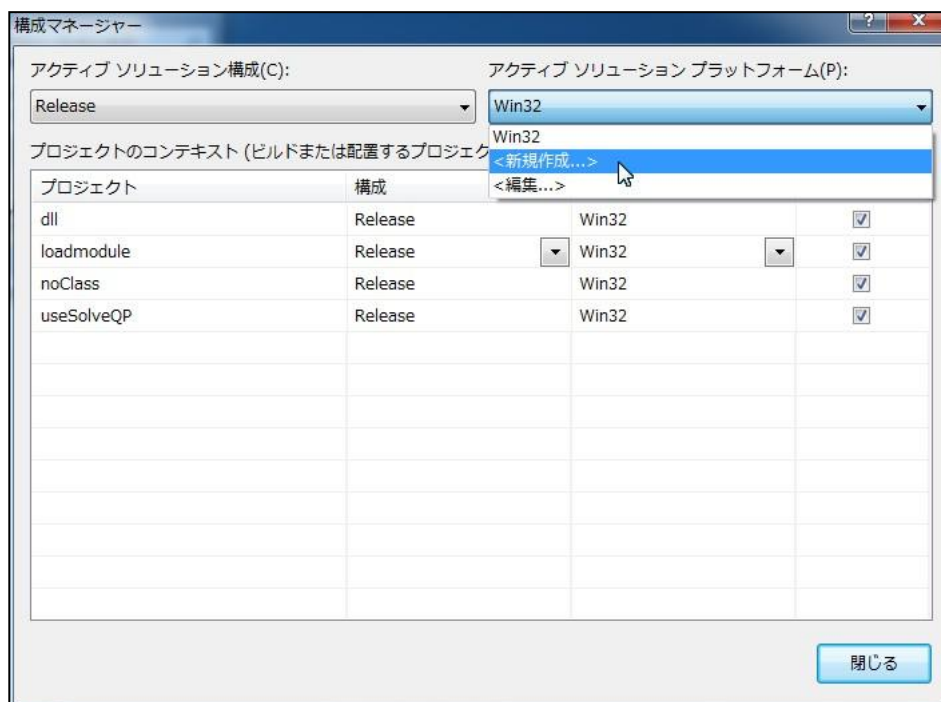 構成マネージャー
アクティブ ソリューション構成(C):
アクティブ ソリューション プラットフォーム(P):
Release
Win32
Win32
<新規作成...>
<編集...>
プロジェクトのコンテキスト (ビルドまたは配置するプロジェク
プロジェクト 構成
dll Release Win32
loadmodule Release Win32
noClass Release Win32
useSolveQP Release Win32
閉じる